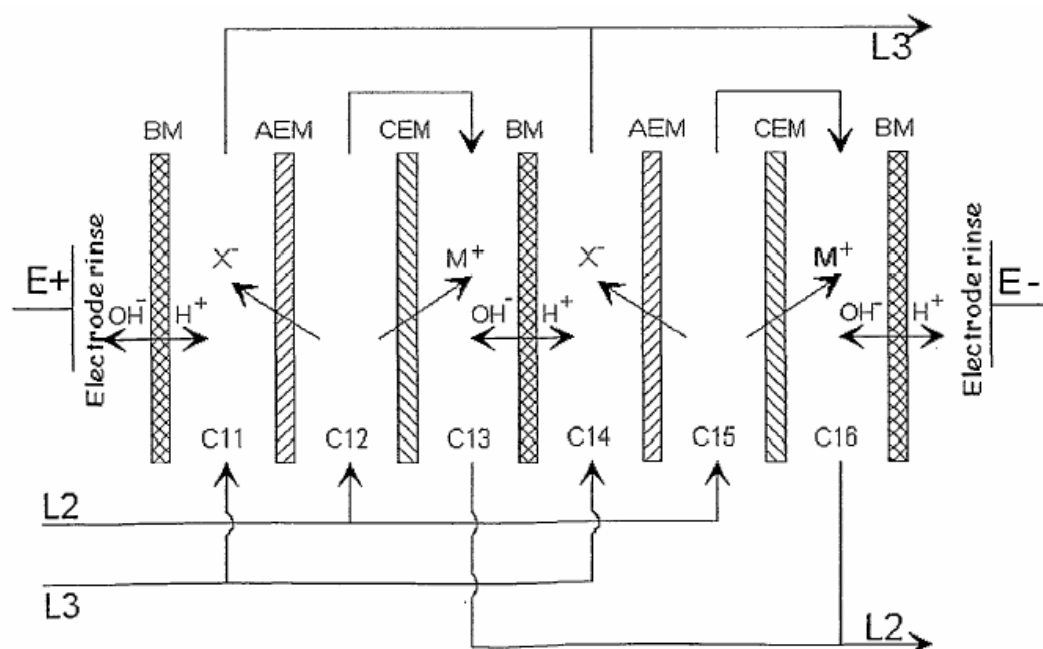 L3
BM AEM CEM BM AEM CEM BM
X⁻ M⁺ X⁻ M⁺
E+ Electrode rinse OH⁻ H⁺ OH⁻ H⁺ OH⁻ H⁺ Electrode rinse E-
C11 C12 C13 C14 C15 C16
L2
L3
L2